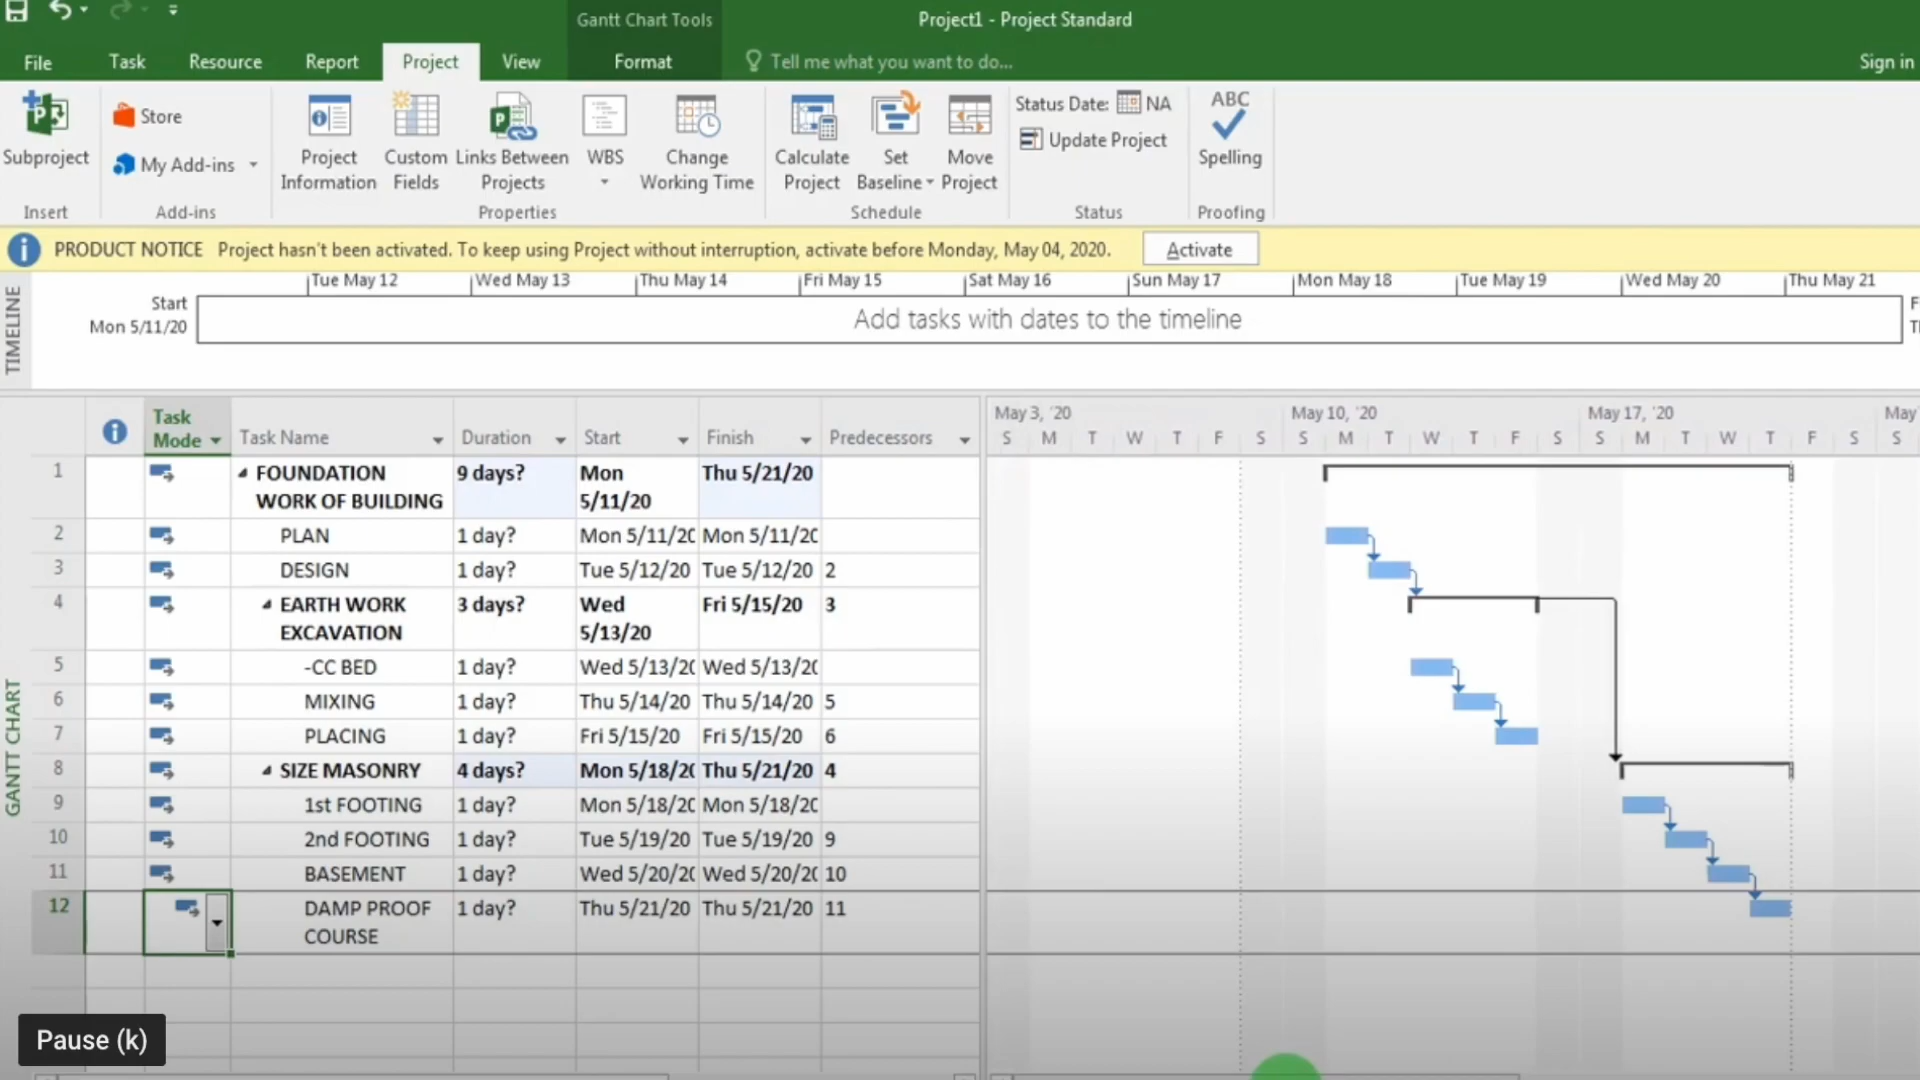 Gantt Chart Tools
Project1 - Project Standard
File Task Resource Report Project View Format Tell me what you want to do... Sign in
Subproject
Insert
Store
My Add-ins
Add-ins
Project Information
Custom Fields
Links Between Projects
WBS
Change Working Time
Properties
Calculate Project
Set Baseline
Move Project
Schedule
Status Date: NA
Update Project
Status
ABC
Spelling
Proofing
PRODUCT NOTICE Project hasn't been activated. To keep using Project without interruption, activate before Monday, May 04, 2020. Activate
TIMELINE
Tue May 12 Wed May 13 Thu May 14 Fri May 15 Sat May 16 Sun May 17 Mon May 18 Tue May 19 Wed May 20 Thu May 21
Start
Mon 5/11/20
Add tasks with dates to the timeline
GANTT CHART
Task Mode Task Name Duration Start Finish Predecessors
1 FOUNDATION WORK OF BUILDING 9 days? Mon 5/11/20 Thu 5/21/20
2 PLAN 1 day? Mon 5/11/20 Mon 5/11/20
3 DESIGN 1 day? Tue 5/12/20 Tue 5/12/20 2
4 EARTH WORK EXCAVATION 3 days? Wed 5/13/20 Fri 5/15/20 3
5 -CC BED 1 day? Wed 5/13/20 Wed 5/13/20
6 MIXING 1 day? Thu 5/14/20 Thu 5/14/20 5
7 PLACING 1 day? Fri 5/15/20 Fri 5/15/20 6
8 SIZE MASONRY 4 days? Mon 5/18/20 Thu 5/21/20 4
9 1st FOOTING 1 day? Mon 5/18/20 Mon 5/18/20
10 2nd FOOTING 1 day? Tue 5/19/20 Tue 5/19/20 9
11 BASEMENT 1 day? Wed 5/20/20 Wed 5/20/20 10
12 DAMP PROOF COURSE 1 day? Thu 5/21/20 Thu 5/21/20 11
May 3, '20 May 10, '20 May 17, '20 May
S M T W T F S S M T W T F S S M T W T F S S
Pause (k)